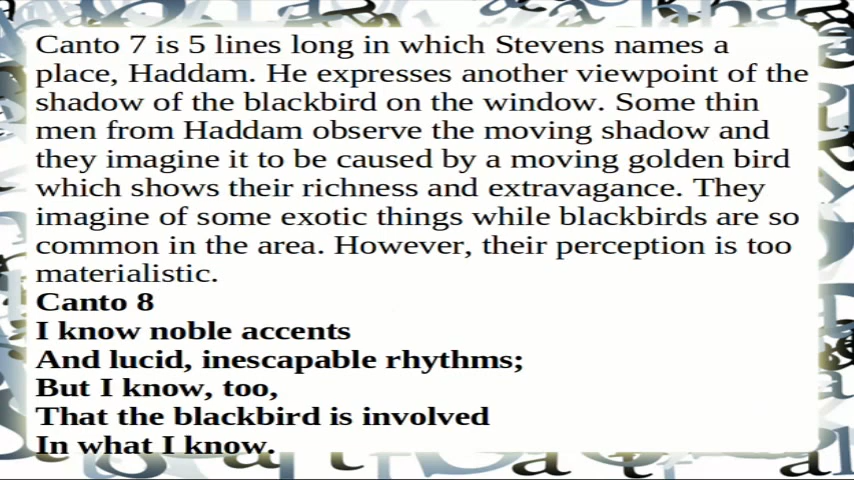 Canto 7 is 5 lines long in which Stevens names a
place, Haddam. He expresses another viewpoint of the
shadow of the blackbird on the window. Some thin
men from Haddam observe the moving shadow and
they imagine it to be caused by a moving golden bird
which shows their richness and extravagance. They
imagine of some exotic things while blackbirds are so
common in the area. However, their perception is too
materialistic.
Canto 8
I know noble accents
And lucid, inescapable rhythms;
But I know, too,
That the blackbird is involved
In what I know.